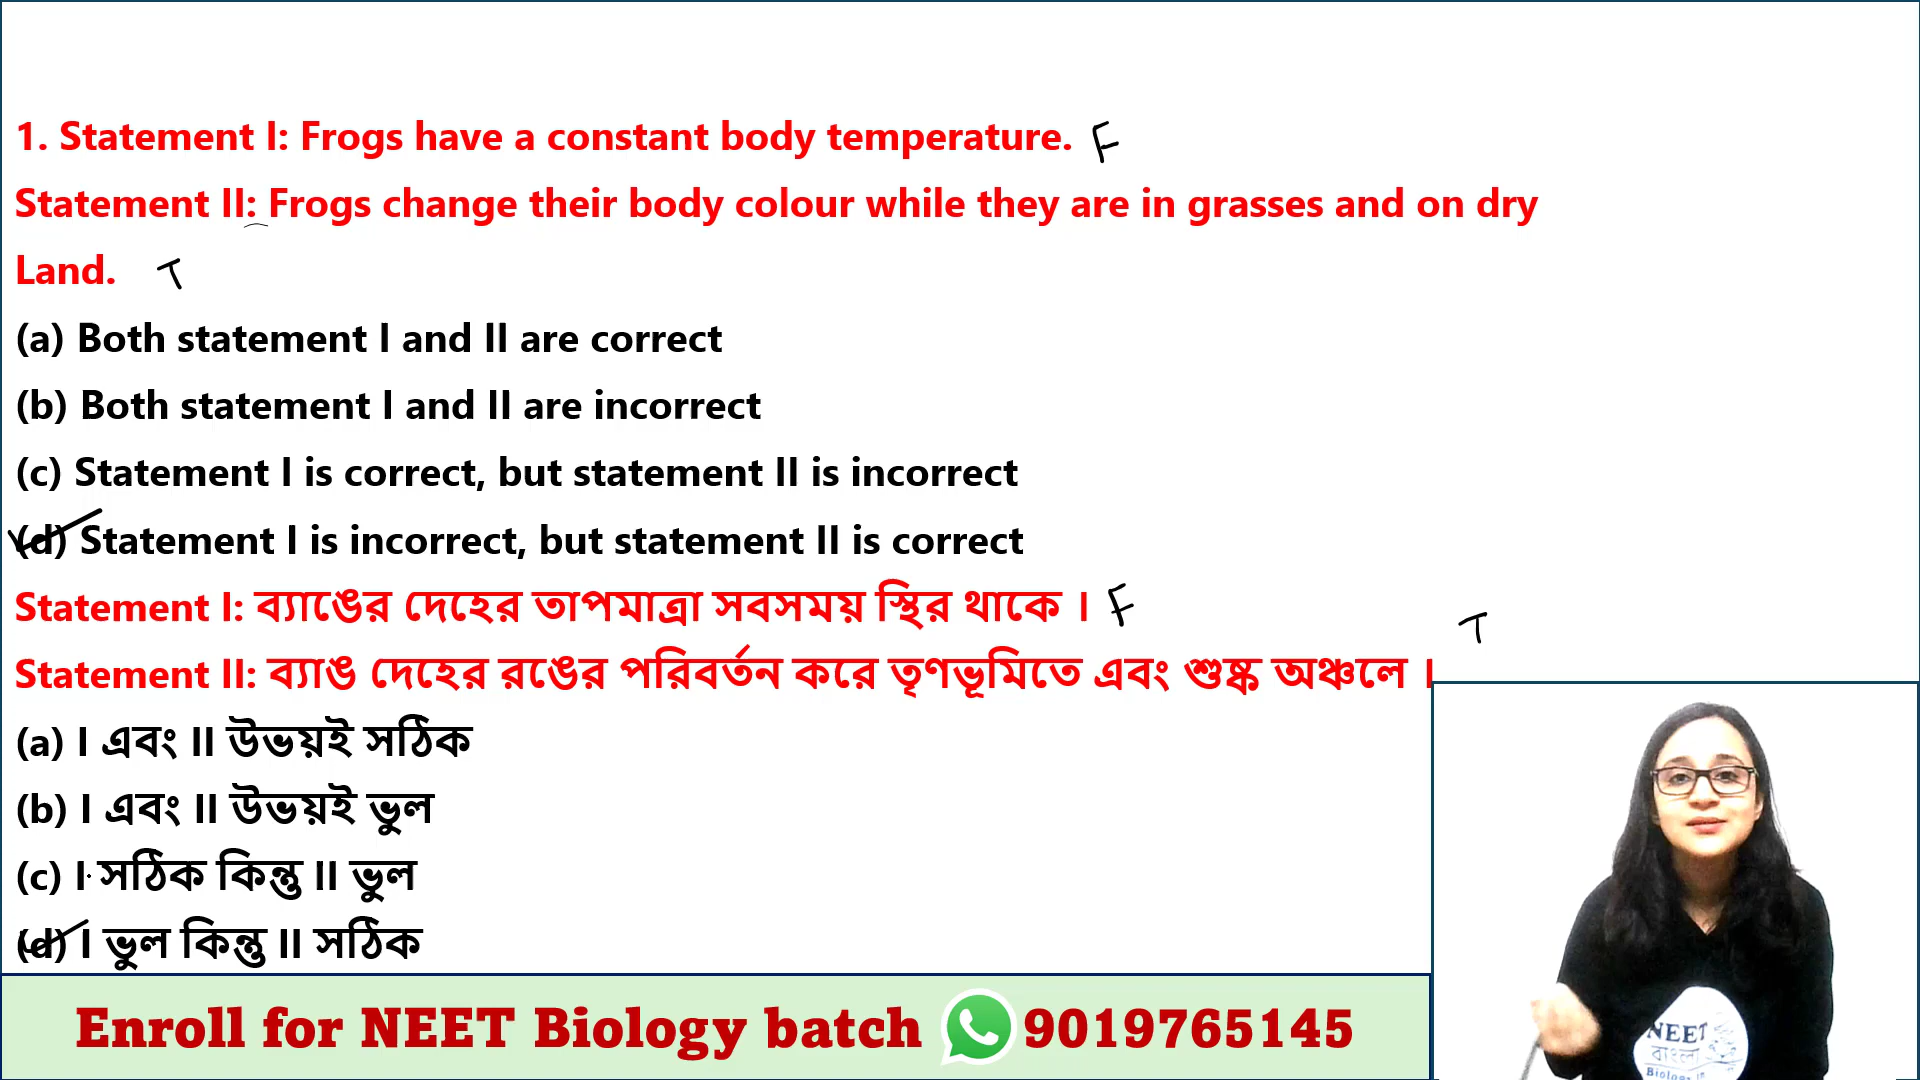 1. Statement I: Frogs have a constant body temperature. F
Statement II: Frogs change their body colour while they are in grasses and on dry
Land. T
(a) Both statement I and II are correct
(b) Both statement I and II are incorrect
(c) Statement I is correct, but statement II is incorrect
(d) Statement I is incorrect, but statement II is correct
Statement I: ব্যাঙের দেহের তাপমাত্রা সবসময় স্থির থাকে । F
Statement II: ব্যাঙ দেহের রঙের পরিবর্তন করে তৃণভূমিতে এবং শুষ্ক অঞ্চলে । T
(a) I এবং II উভয়ই সঠিক
(b) I এবং II উভয়ই ভুল
(c) I সঠিক কিন্তু II ভুল
(d) I ভুল কিন্তু II সঠিক
Enroll for NEET Biology batch 9019765145
NEET
বাংলা
Biology